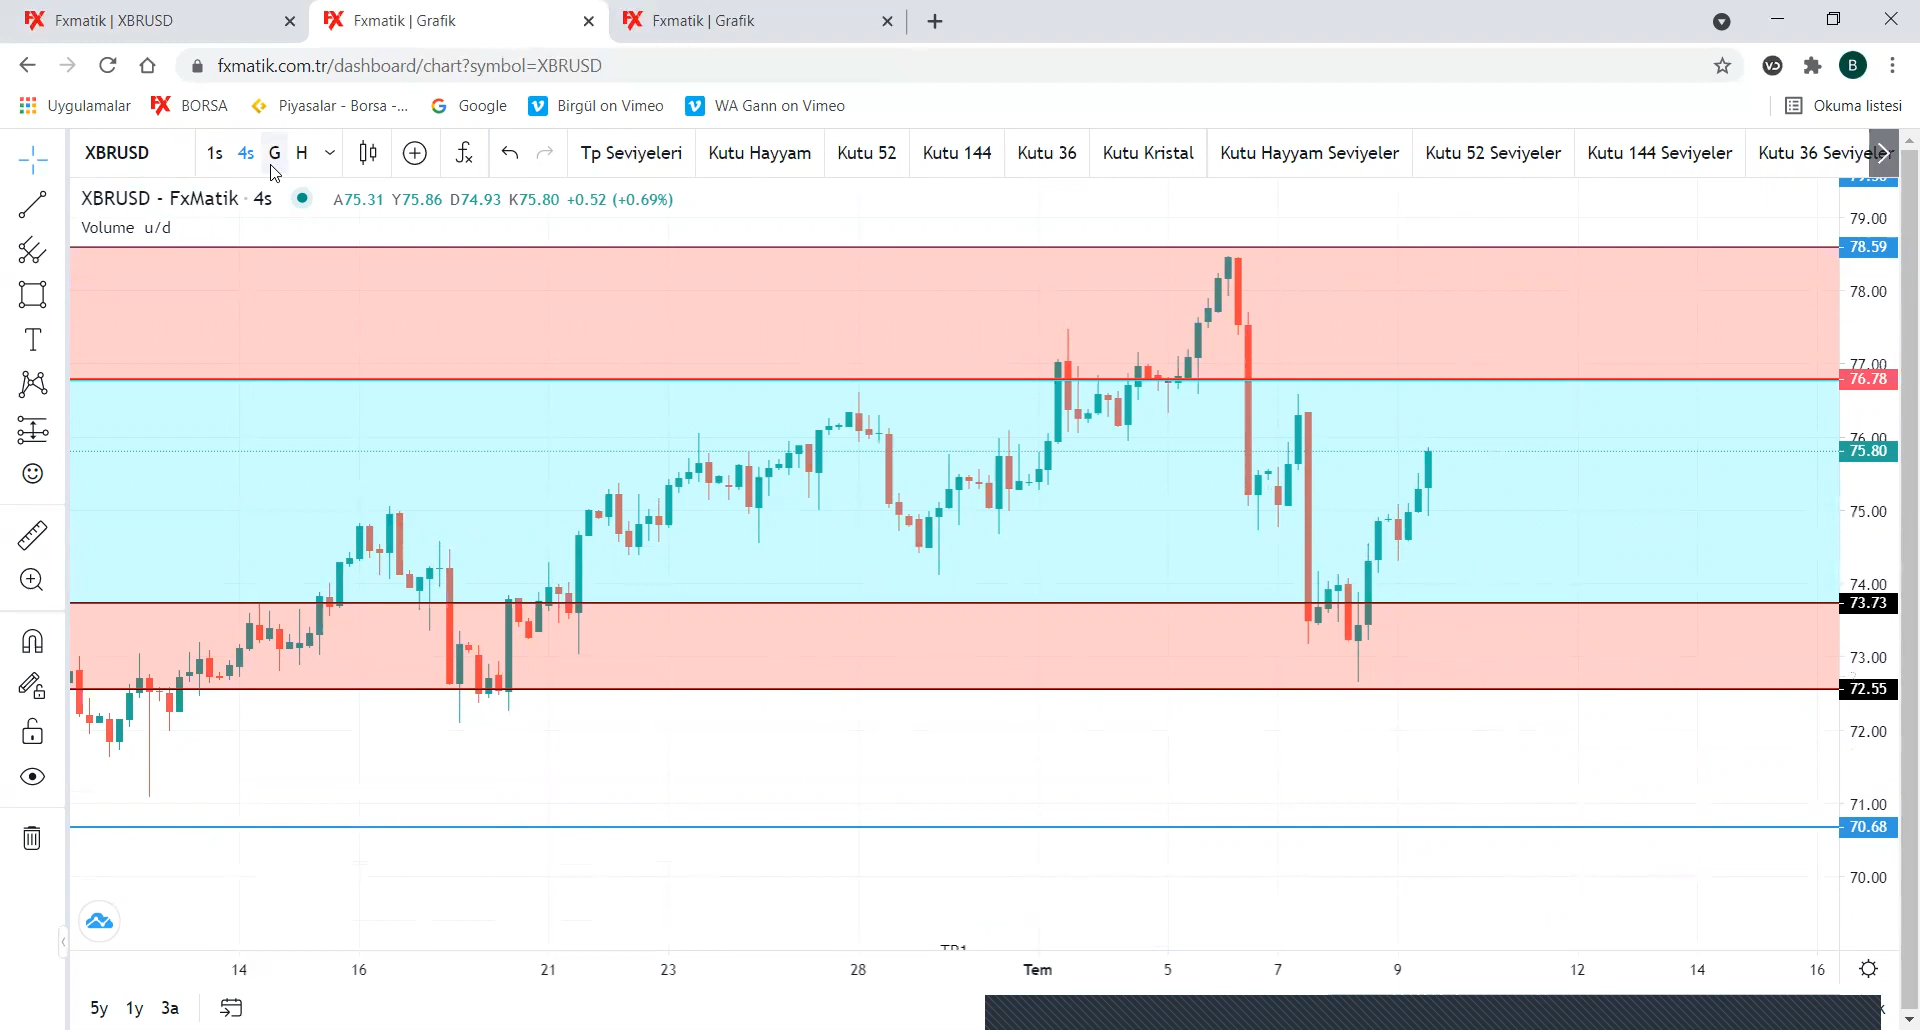 Fxmatik | XBRUSD
Fxmatik | Grafik
Fxmatik | Grafik
fxmatik.com.tr/dashboard/chart?symbol=XBRUSD
B
Uygulamalar
BORSA
Piyasalar - Borsa -...
Google
Birgül on Vimeo
WA Gann on Vimeo
Okuma listesi
XBRUSD
1s
4s
G
H
Tp Seviyeleri
Kutu Hayyam
Kutu 52
Kutu 144
Kutu 36
Kutu Kristal
Kutu Hayyam Seviyeler
Kutu 52 Seviyeler
Kutu 144 Seviyeler
Kutu 36 Seviyeler
XBRUSD - FxMatik · 4s
A75.31 Y75.86 D74.93 K75.80 +0.52 (+0.69%)
Volume u/d
79.00
78.59
78.00
77.00
76.78
76.00
75.80
75.00
74.00
73.73
73.00
72.55
72.00
71.00
70.68
70.00
TP1
14
16
21
23
28
Tem
5
7
9
12
14
16
5y
1y
3a